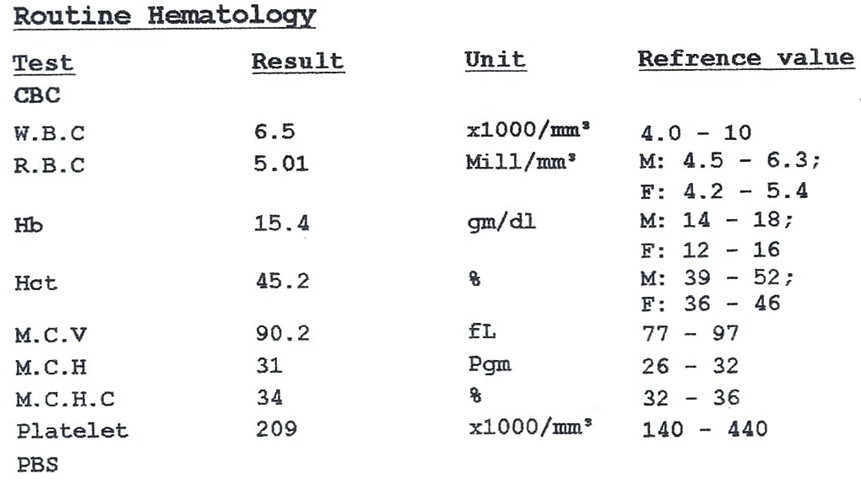 Routine Hematology
Test Result Unit Refrence value
CBC
W.B.C 6.5 x1000/mm³ 4.0 - 10
R.B.C 5.01 Mill/mm³ M: 4.5 - 6.3;
F: 4.2 - 5.4
Hb 15.4 gm/dl M: 14 - 18;
F: 12 - 16
Hct 45.2 % M: 39 - 52;
F: 36 - 46
M.C.V 90.2 fL 77 - 97
M.C.H 31 Pgm 26 - 32
M.C.H.C 34 % 32 - 36
Platelet 209 x1000/mm³ 140 - 440
PBS